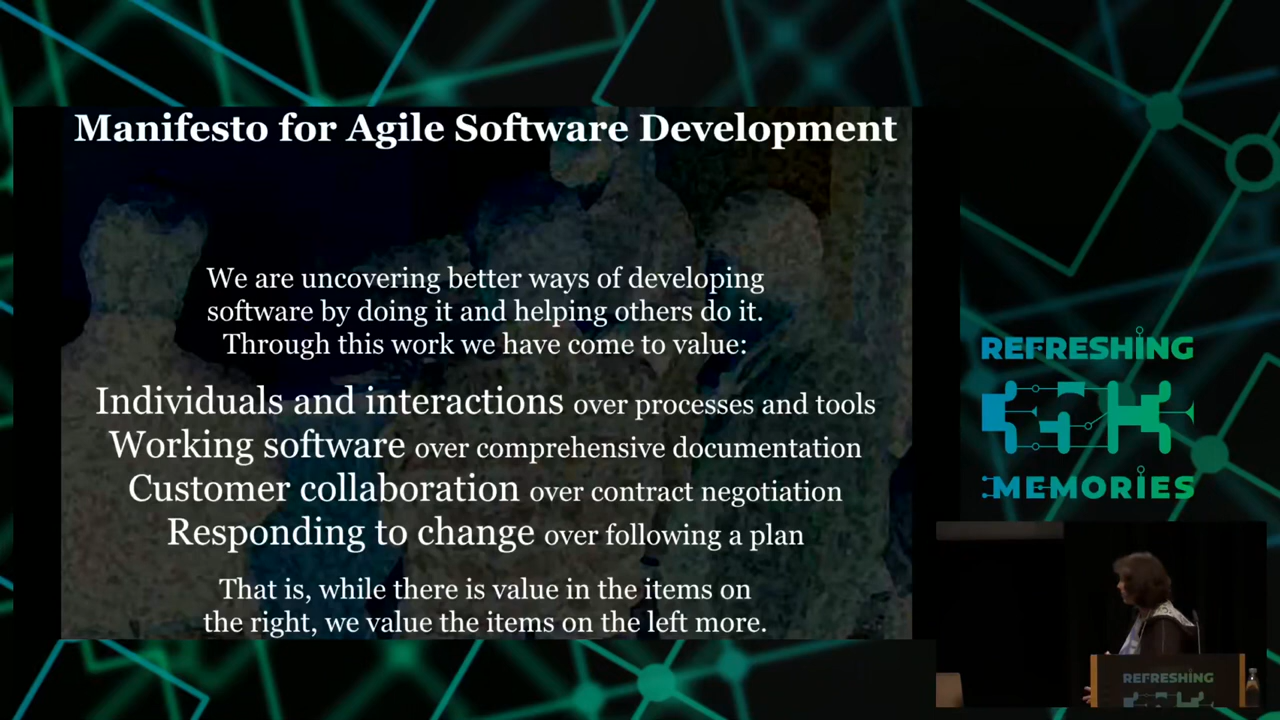 Manifesto for Agile Software Development
We are uncovering better ways of developing
software by doing it and helping others do it.
Through this work we have come to value:
Individuals and interactions over processes and tools
Working software over comprehensive documentation
Customer collaboration over contract negotiation
Responding to change over following a plan
That is, while there is value in the items on
the right, we value the items on the left more.
REFRESHING
MEMORIES
REFRESHING